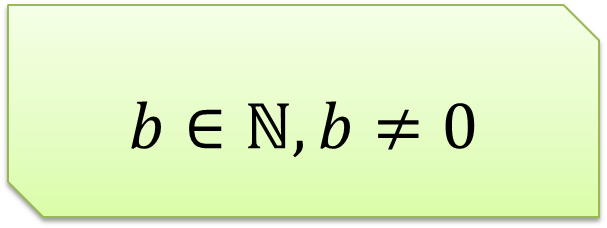 b ∈ ℕ, b ≠ 0